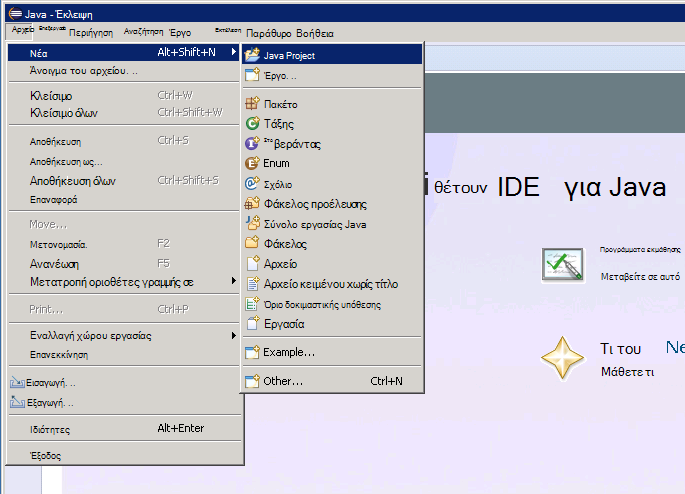 Java - Έκλειψη
Αρχείο Επεξεργασία Περιήγηση Αναζήτηση Έργο Εκτέλεση Παράθυρο Βοήθεια
Νέα Alt+Shift+N
Άνοιγμα του αρχείου. ..
Κλείσιμο Ctrl+W
Κλείσιμο όλων Ctrl+Shift+W
Αποθήκευση Ctrl+S
Αποθήκευση ως...
Αποθήκευση όλων Ctrl+Shift+S
Επαναφορά
Move...
Μετονομασία. F2
Ανανέωση F5
Μετατροπή οριοθέτες γραμμής σε
Print... Ctrl+P
Εναλλαγή χώρου εργασίας
Επανεκκίνηση
Εισαγωγή. ..
Εξαγωγή. ..
Ιδιότητες Alt+Enter
Έξοδος
Java Project
Έργο. ..
Πακέτο
Τάξης
Στο βεράντας
Enum
Σχόλιο
Φάκελος προέλευσης
Σύνολο εργασίας Java
Φάκελος
Αρχείο
Αρχείο κειμένου χωρίς τίτλο
Όριο δοκιμαστικής υπόθεσης
Εργασία
Example...
Other... Ctrl+N
θέτουν IDE για Java
Προγράμματα εκμάθησης
Μεταβείτε σε αυτό
Τι του Ne
Μάθετε τι